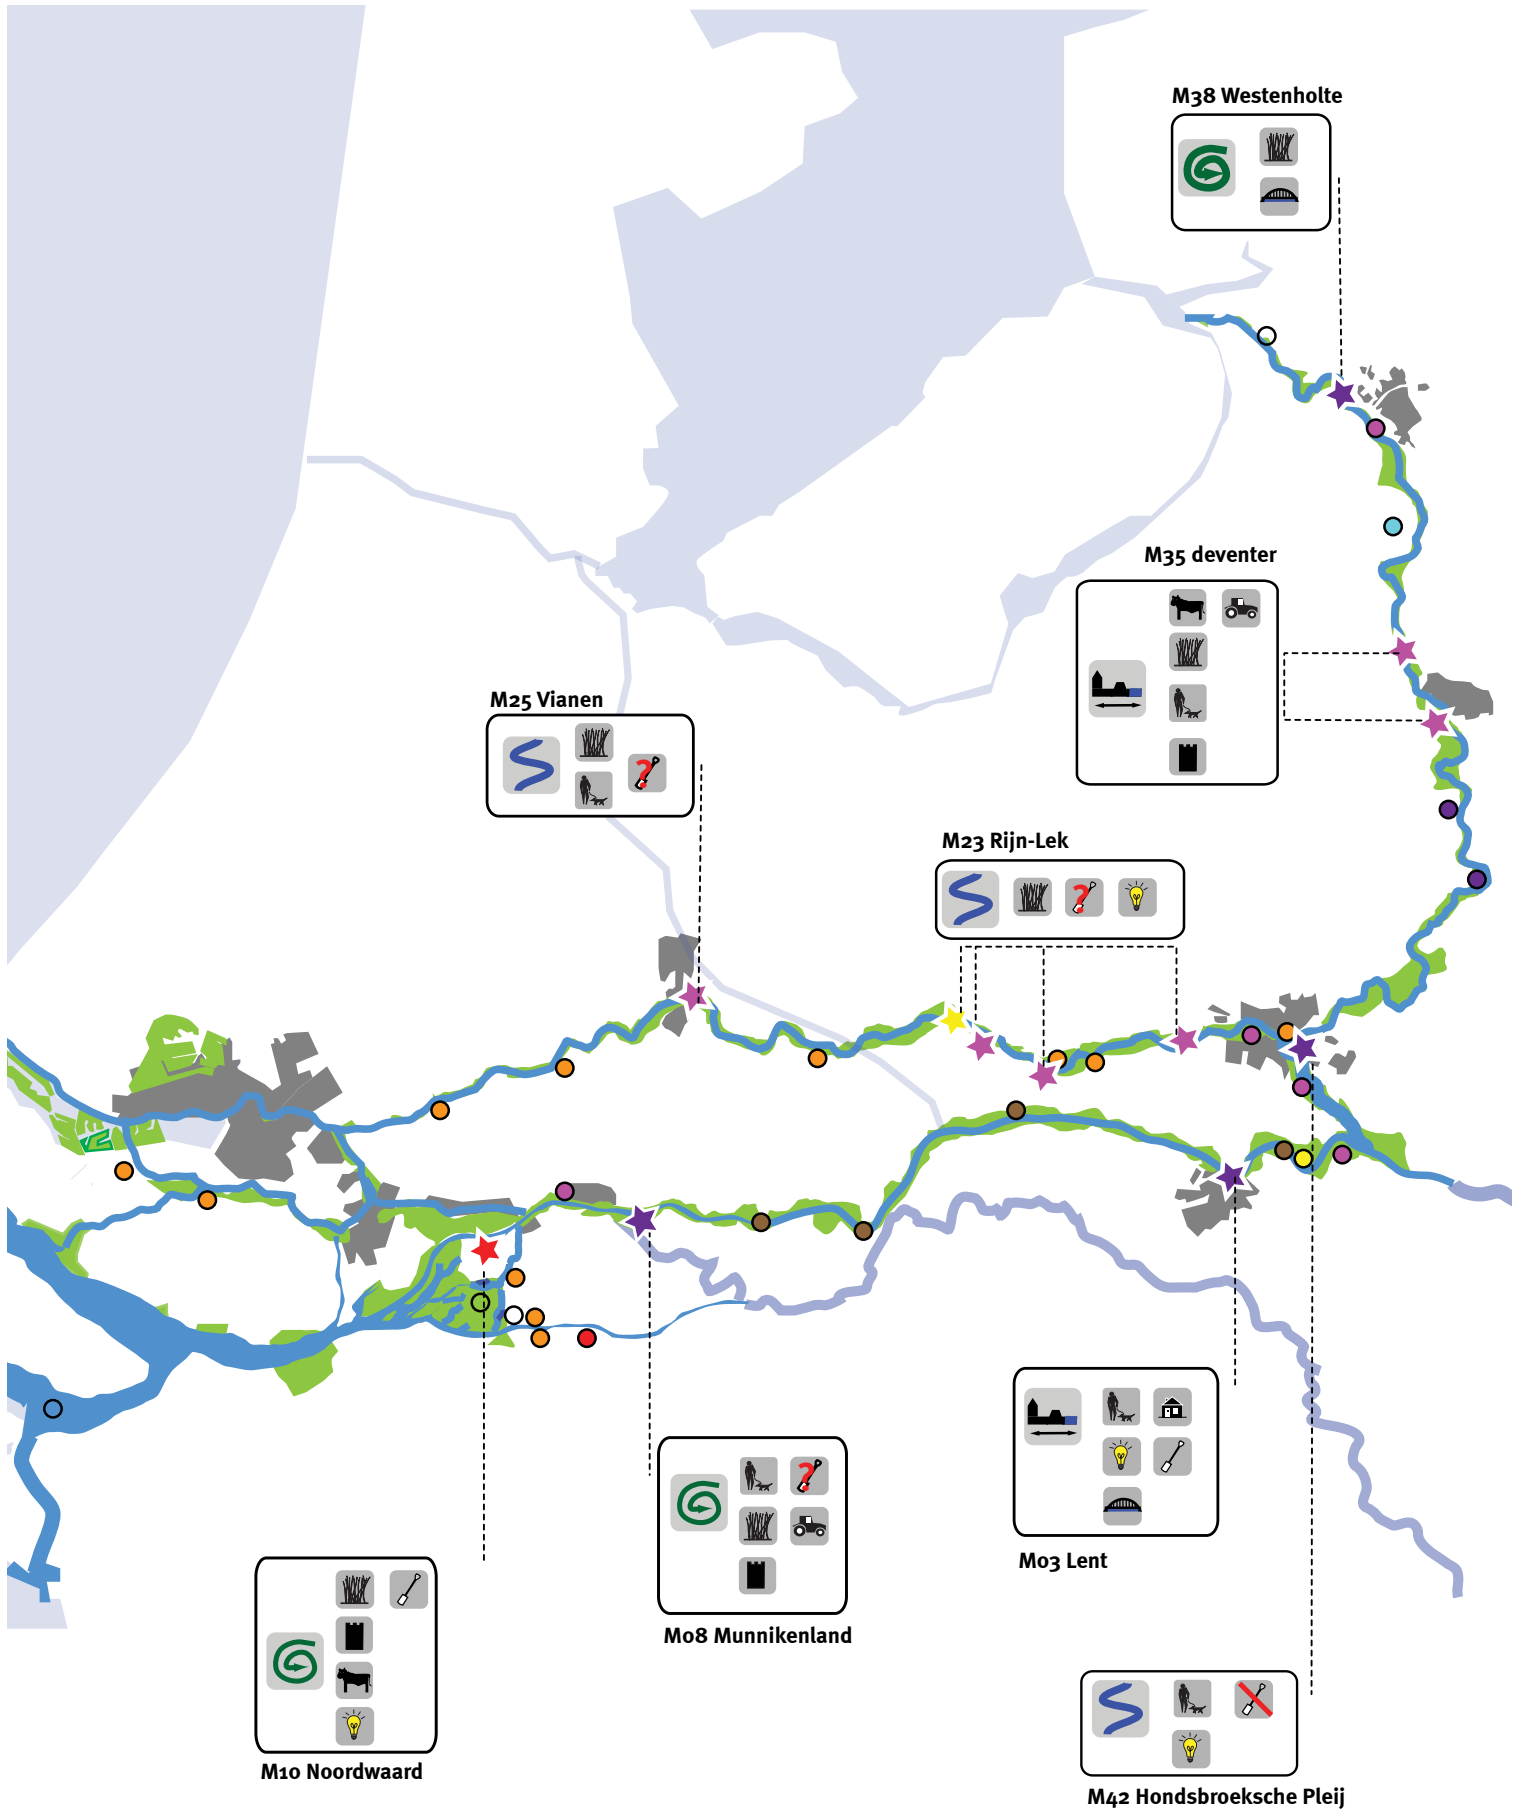 M38 Westenholte
M35 deventer
M25 Vianen
M23 Rijn-Lek
M03 Lent
M08 Munnikenland
M10 Noordwaard
M42 Hondsbroeksche Pleij